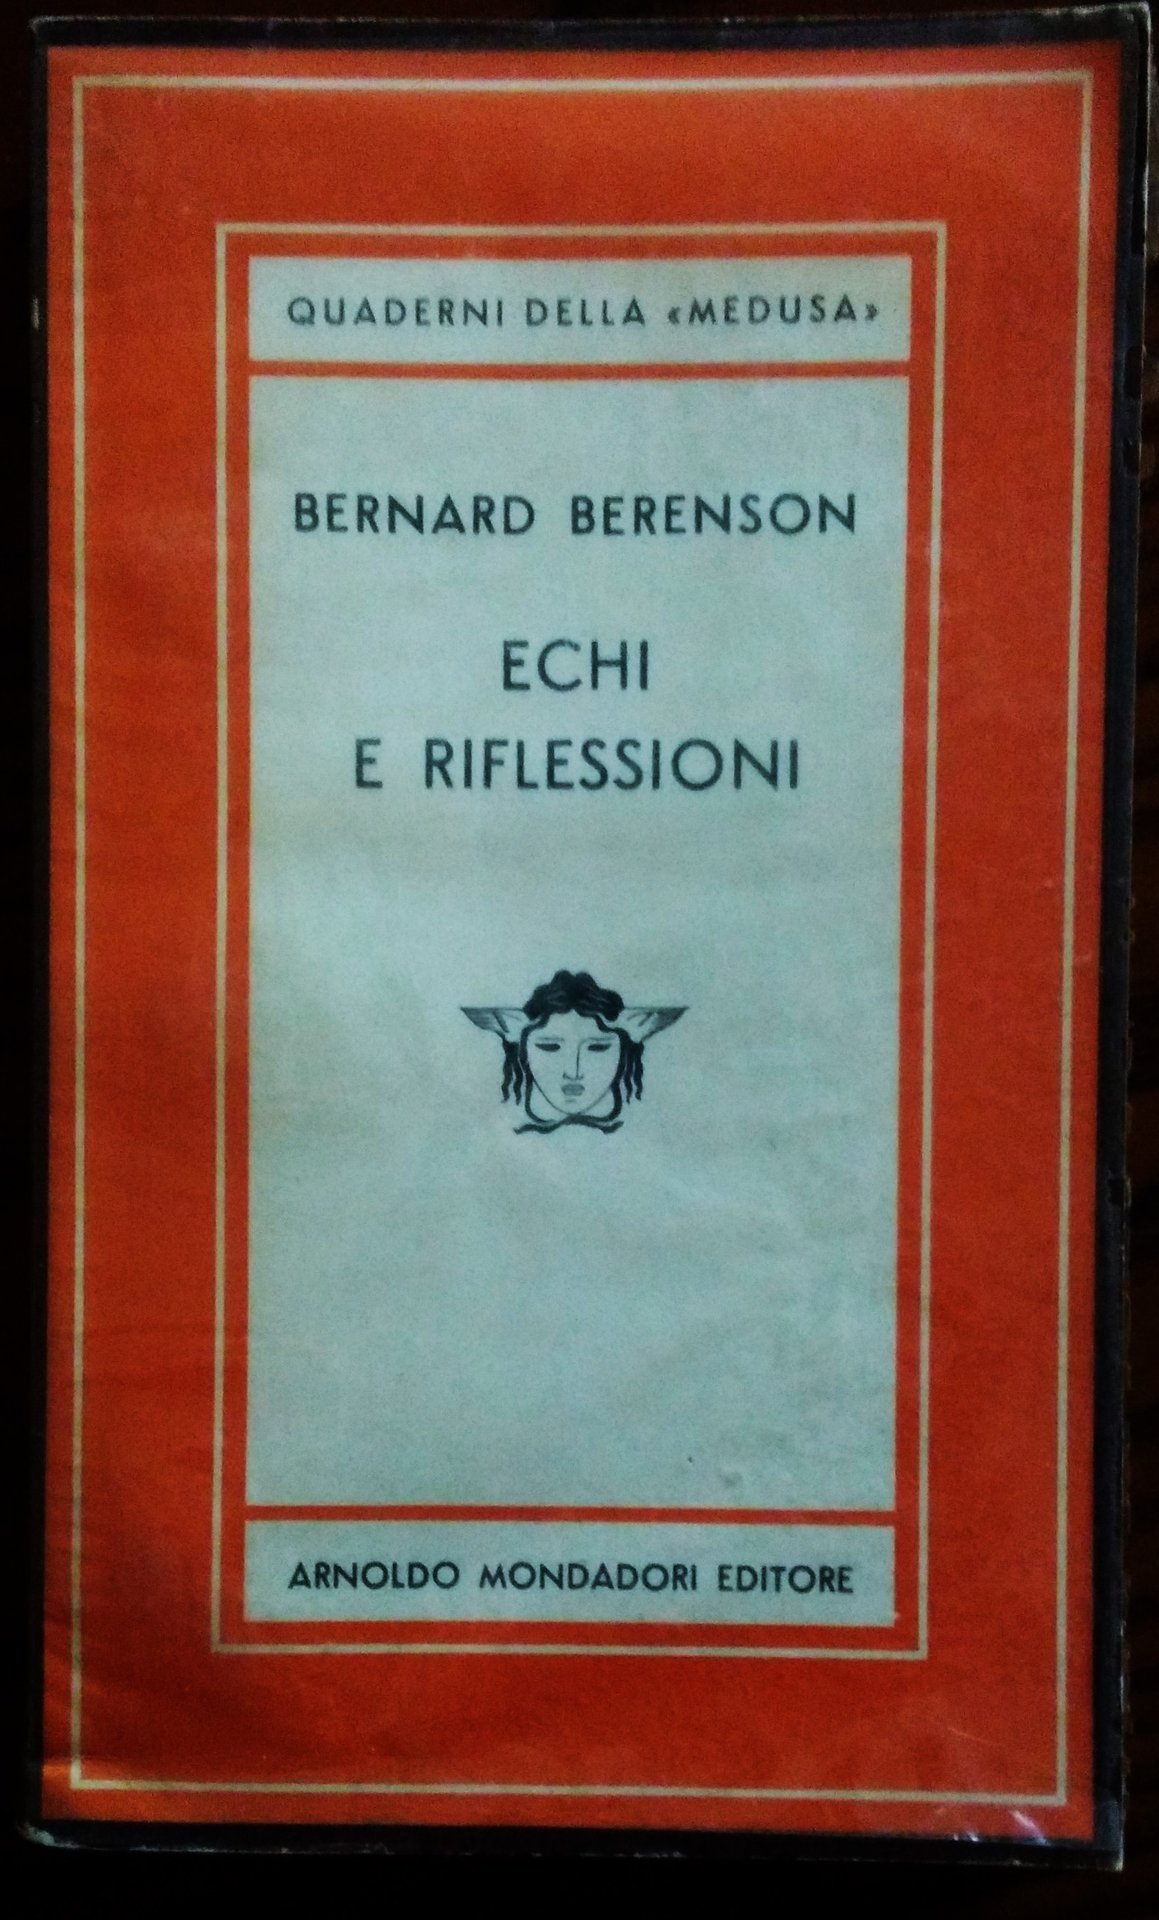 QUADERNI DELLA «MEDUSA»
BERNARD BERENSON
ECHI
E RIFLESSIONI
ARNOLDO MONDADORI EDITORE